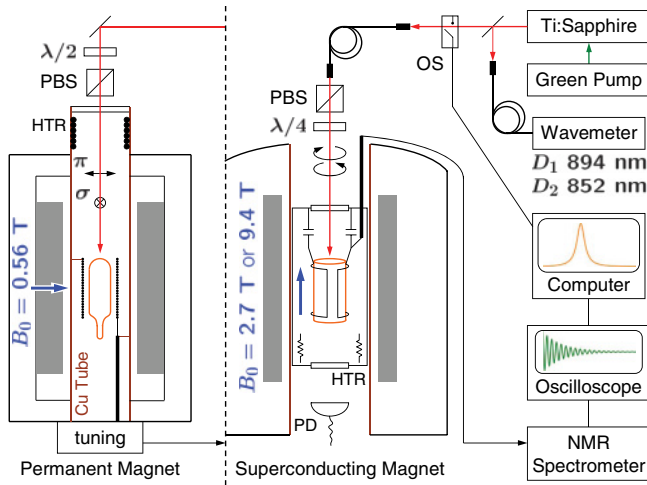 λ/2
PBS
HTR
π
σ
B₀ = 0.56 T
Cu Tube
tuning
Permanent Magnet
OS
PBS
λ/4
B₀ = 2.7 T or 9.4 T
HTR
PD
Superconducting Magnet
Ti:Sapphire
Green Pump
Wavemeter
D₁ 894 nm
D₂ 852 nm
Computer
Oscilloscope
NMR
Spectrometer